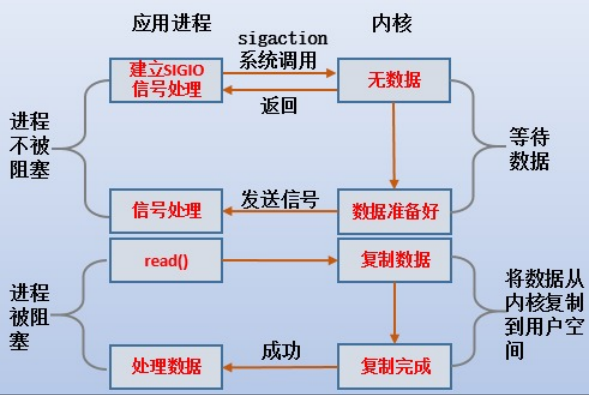 应用进程
内核
sigaction
系统调用
建立SIGIO
信号处理
无数据
返回
进程
不被
阻塞
等待
数据
信号处理
发送信号
数据准备好
read()
复制数据
进程
被阻
塞
将数据从
内核复制
到用户空
间
处理数据
成功
复制完成